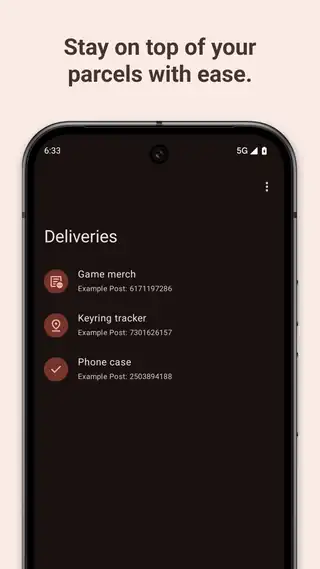 Stay on top of your
parcels with ease.
6:33
5G
Deliveries
Game merch
Example Post: 6171197286
Keyring tracker
Example Post: 7301626157
Phone case
Example Post: 2503894188